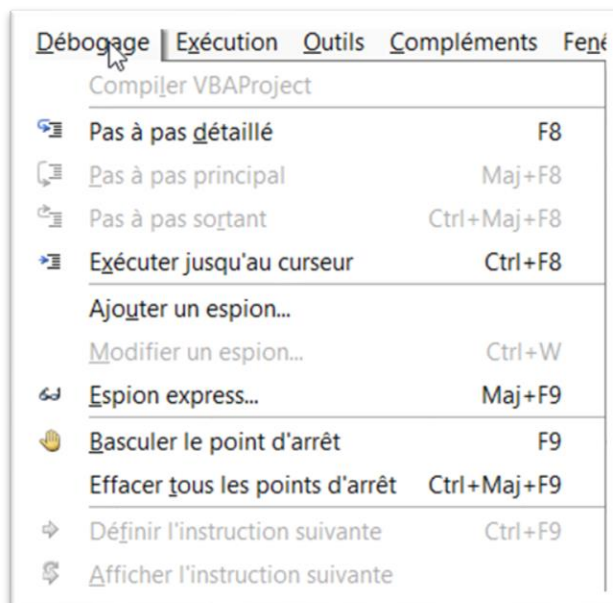 Débogage Exécution Outils Compléments
Compiler VBAProject
Pas à pas détaillé F8
Pas à pas principal Maj+F8
Pas à pas sortant Ctrl+Maj+F8
Exécuter jusqu'au curseur Ctrl+F8
Ajouter un espion...
Modifier un espion... Ctrl+W
Espion express... Maj+F9
Basculer le point d'arrêt F9
Effacer tous les points d'arrêt Ctrl+Maj+F9
Définir l'instruction suivante Ctrl+F9
Afficher l'instruction suivante